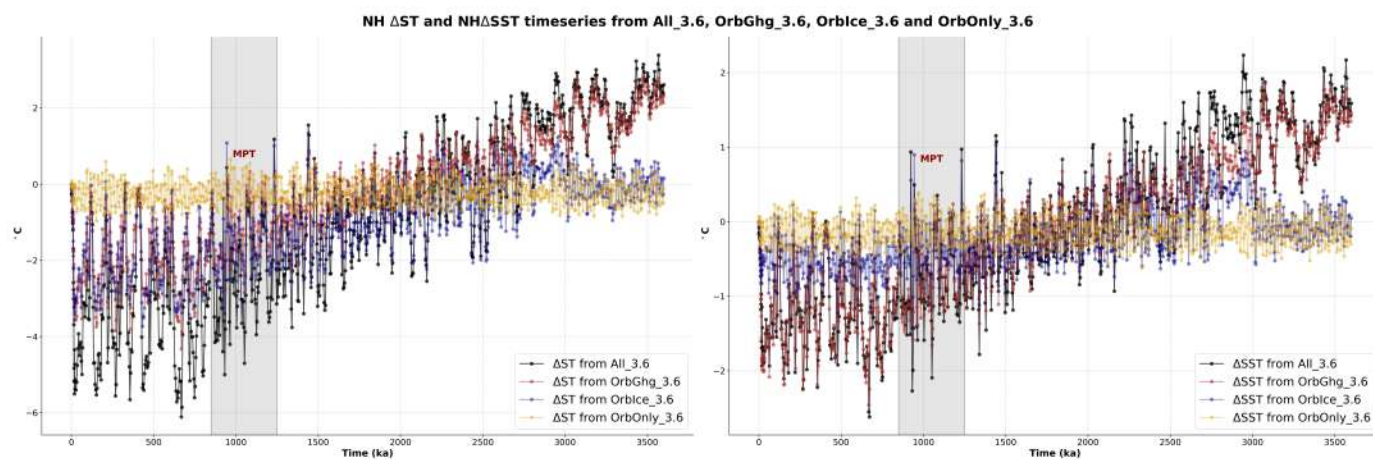 NH ΔST and NHΔSST timeseries from All_3.6, OrbGhg_3.6, OrbIce_3.6 and OrbOnly_3.6
2
0
−2
−4
−6
°C
MPT
ΔST from All_3.6
ΔST from OrbGhg_3.6
ΔST from OrbIce_3.6
ΔST from OrbOnly_3.6
0 500 1000 1500 2000 2500 3000 3500
Time (ka)
2
1
0
−1
−2
°C
MPT
ΔSST from All_3.6
ΔSST from OrbGhg_3.6
ΔSST from OrbIce_3.6
ΔSST from OrbOnly_3.6
0 500 1000 1500 2000 2500 3000 3500
Time (ka)